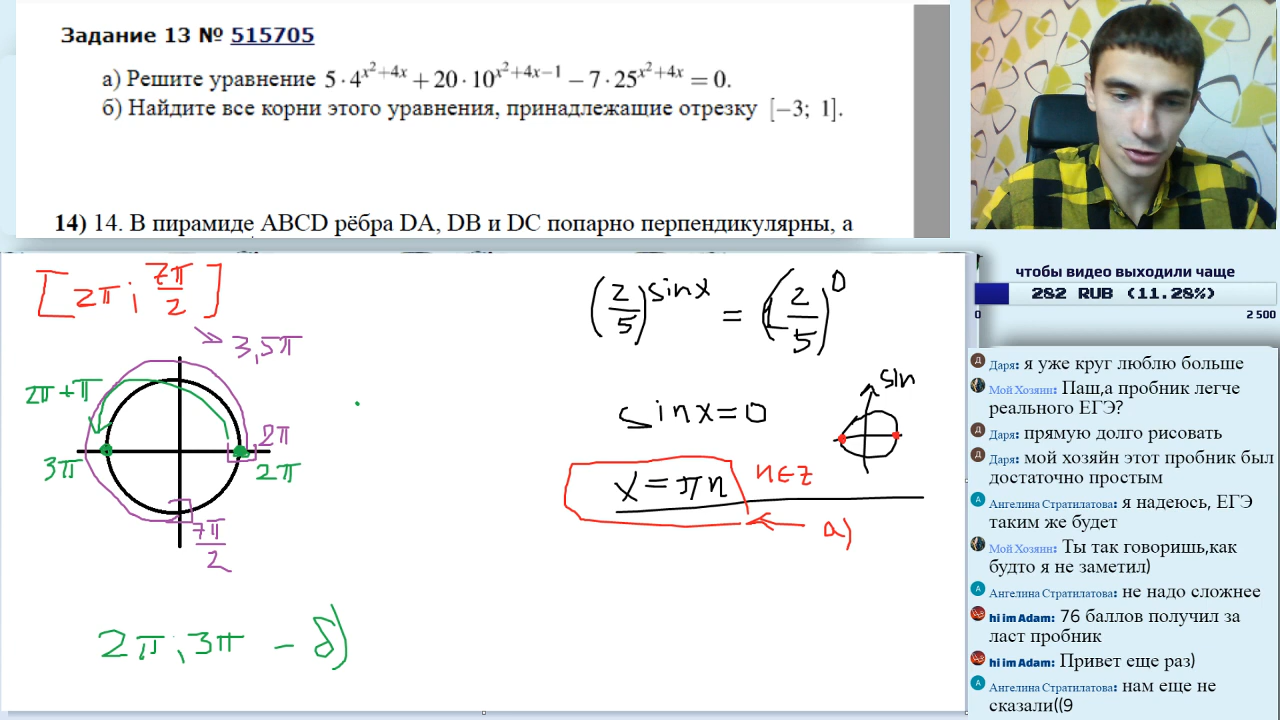 Задание 13 № 515705
а) Решите уравнение 5 · 4^{x²+4x} + 20 · 10^{x²+4x−1} − 7 · 25^{x²+4x} = 0.
б) Найдите все корни этого уравнения, принадлежащие отрезку [−3; 1].
14) 14. В пирамиде ABCD рёбра DA, DB и DC попарно перпендикулярны, а
[2π; 7π/2]
3,5π
2π+π
2π
3π
2π
7π/2
2π; 3π – б)
(2/5)^{sinx} = (2/5)^0
sin
sinx=0
x=πn
n∈z
а)
чтобы видео выходили чаще
282 RUB (11.28%)
0
2 500
Д Даря: я уже круг люблю больше
Мой Хозяин: Паш,а пробник легче
реального ЕГЭ?
Д Даря: прямую долго рисовать
Д Даря: мой хозяйн этот пробник был
достаточно простым
А Ангелина Стратилатова: я надеюсь, ЕГЭ
таким же будет
Мой Хозяин: Ты так говоришь,как
будто я не заметил)
А Ангелина Стратилатова: не надо сложнее
hi im Adam: 76 баллов получил за
ласт пробник
hi im Adam: Привет еще раз)
А Ангелина Стратилатова: нам еще не
сказали((9